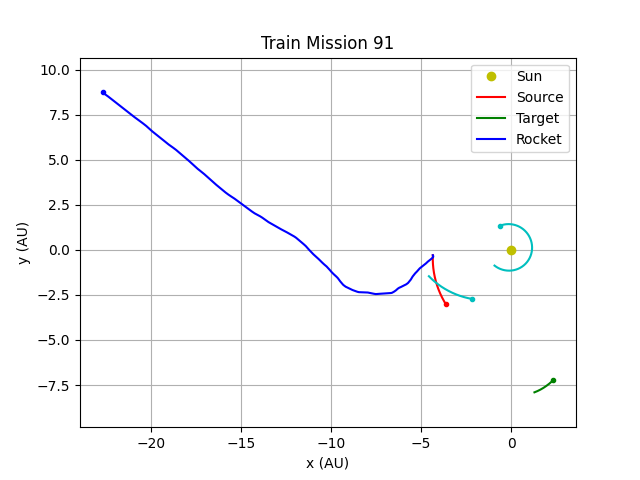 Train Mission 91
Sun
Source
Target
Rocket
10.0
7.5
5.0
2.5
0.0
−2.5
−5.0
−7.5
y (AU)
−20 −15 −10 −5 0
x (AU)